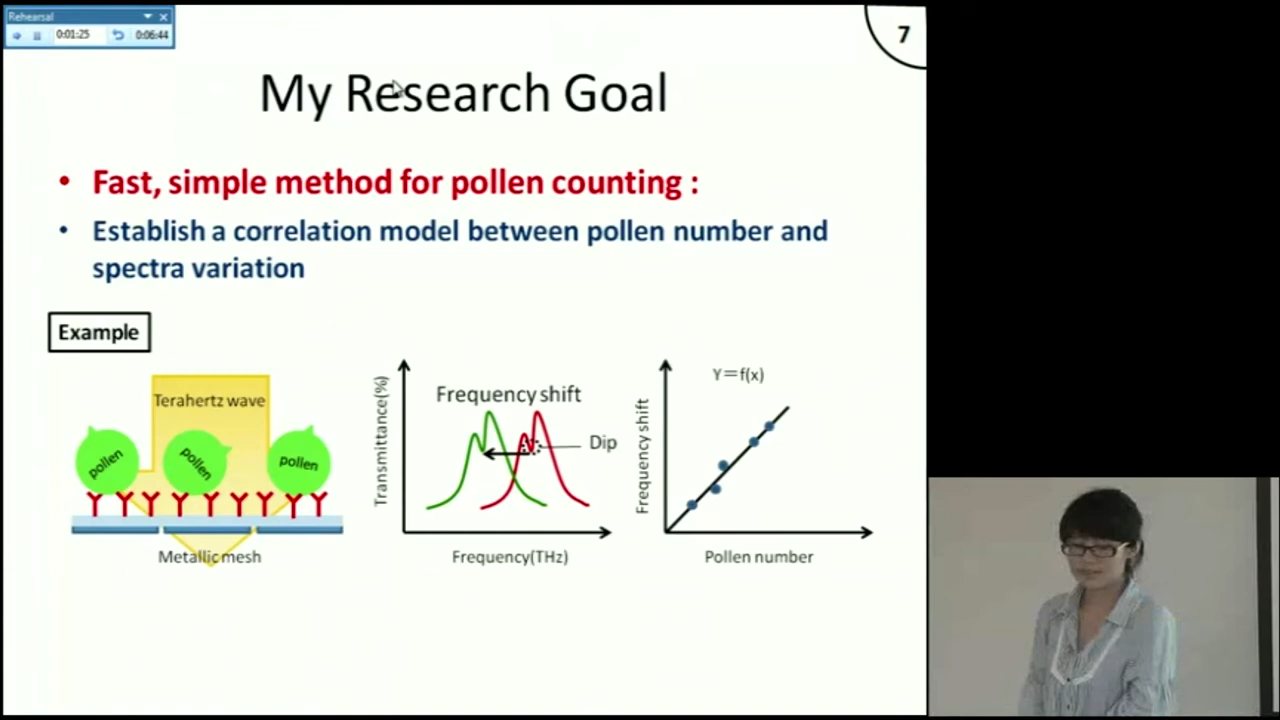 Rehearsal
0:01:25
0:06:44
7
My Research Goal
• Fast, simple method for pollen counting :
• Establish a correlation model between pollen number and
spectra variation
Example
Terahertz wave
pollen
pollen
pollen
Metallic mesh
Transmittance(%)
Frequency shift
Dip
Frequency(THz)
Frequency shift
Y=f(x)
Pollen number